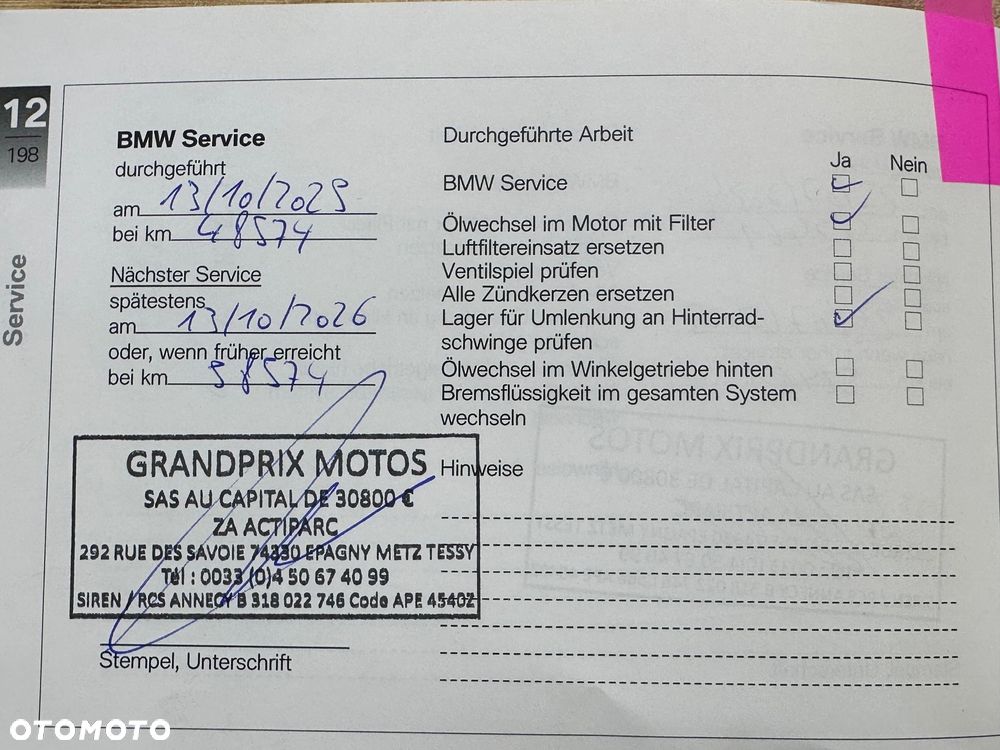 12
198
Service
BMW Service
durchgeführt
am 13/10/2025
bei km 48574
Nächster Service
spätestens
am 13/10/2026
oder, wenn früher erreicht
bei km 58574
GRANDPRIX MOTOS
SAS AU CAPITAL DE 30800 €
ZA ACTIPARC
292 RUE DES SAVOIE 74330 EPAGNY METZ TESSY
Tél : 0033 (0)4 50 67 40 99
SIREN / RCS ANNECY B 318 022 746 Code APE 4540Z
Stempel, Unterschrift
Durchgeführte Arbeit
Ja Nein
BMW Service
Ölwechsel im Motor mit Filter
Luftfiltereinsatz ersetzen
Ventilspiel prüfen
Alle Zündkerzen ersetzen
Lager für Umlenkung an Hinterrad-
schwinge prüfen
Ölwechsel im Winkelgetriebe hinten
Bremsflüssigkeit im gesamten System
wechseln
Hinweise
OTOMOTO